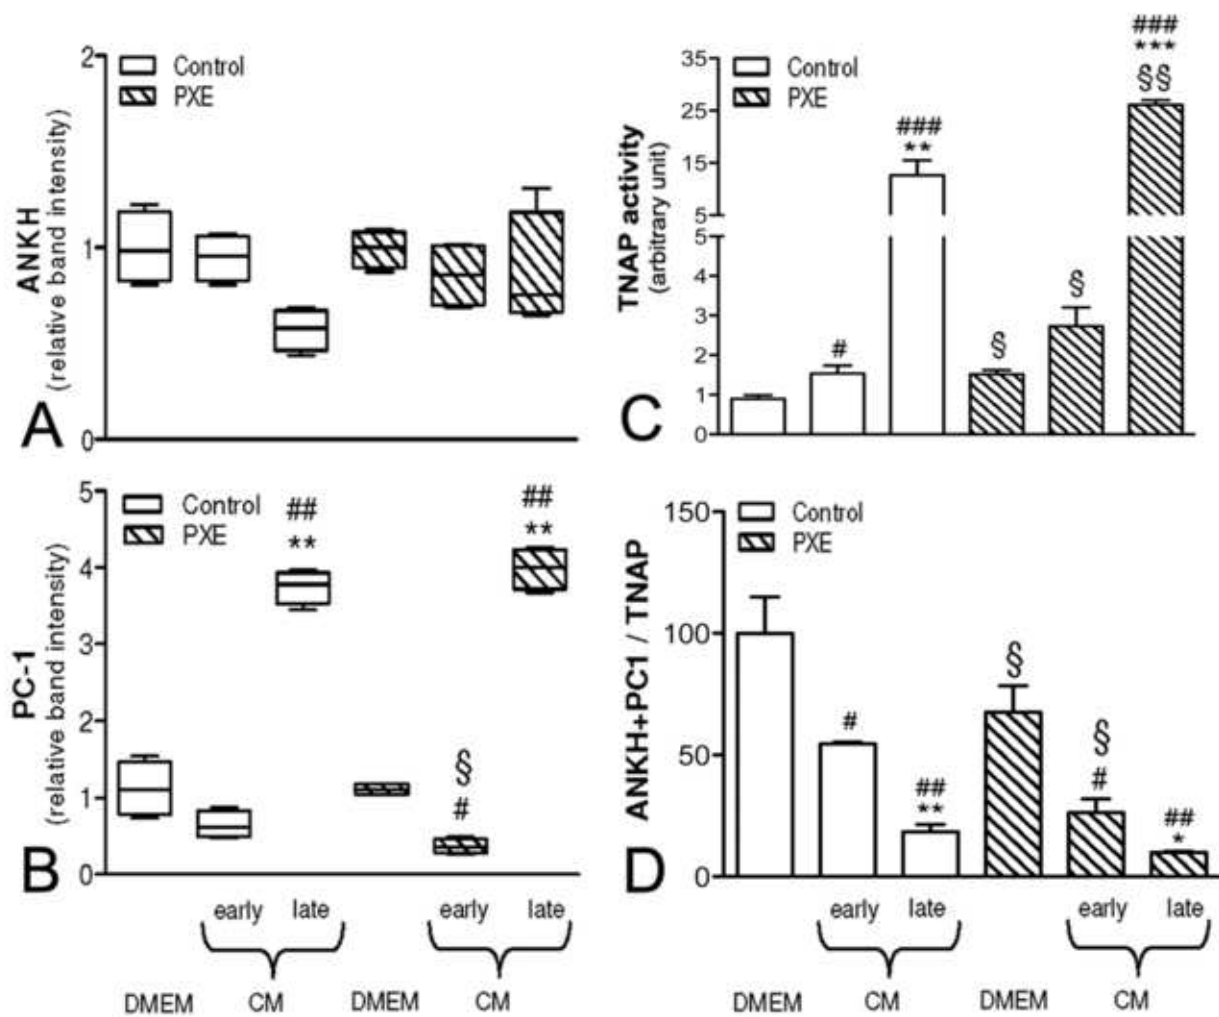 2
Control
PXE
1
0
ANKH
(relative band intensity)
A
5
4
3
2
1
0
Control
PXE
##
**
§
#
##
**
PC-1
(relative band intensity)
B
early late
early late
DMEM CM DMEM CM
35
25
15
5
5
4
3
2
1
0
Control
PXE
#
###
**
§
§
###
***
§§
TNAP activity
(arbitrary unit)
C
150
100
50
0
Control
PXE
#
##
**
§
§
#
##
*
ANKH+PC1 / TNAP
D
early late
early late
DMEM CM DMEM CM